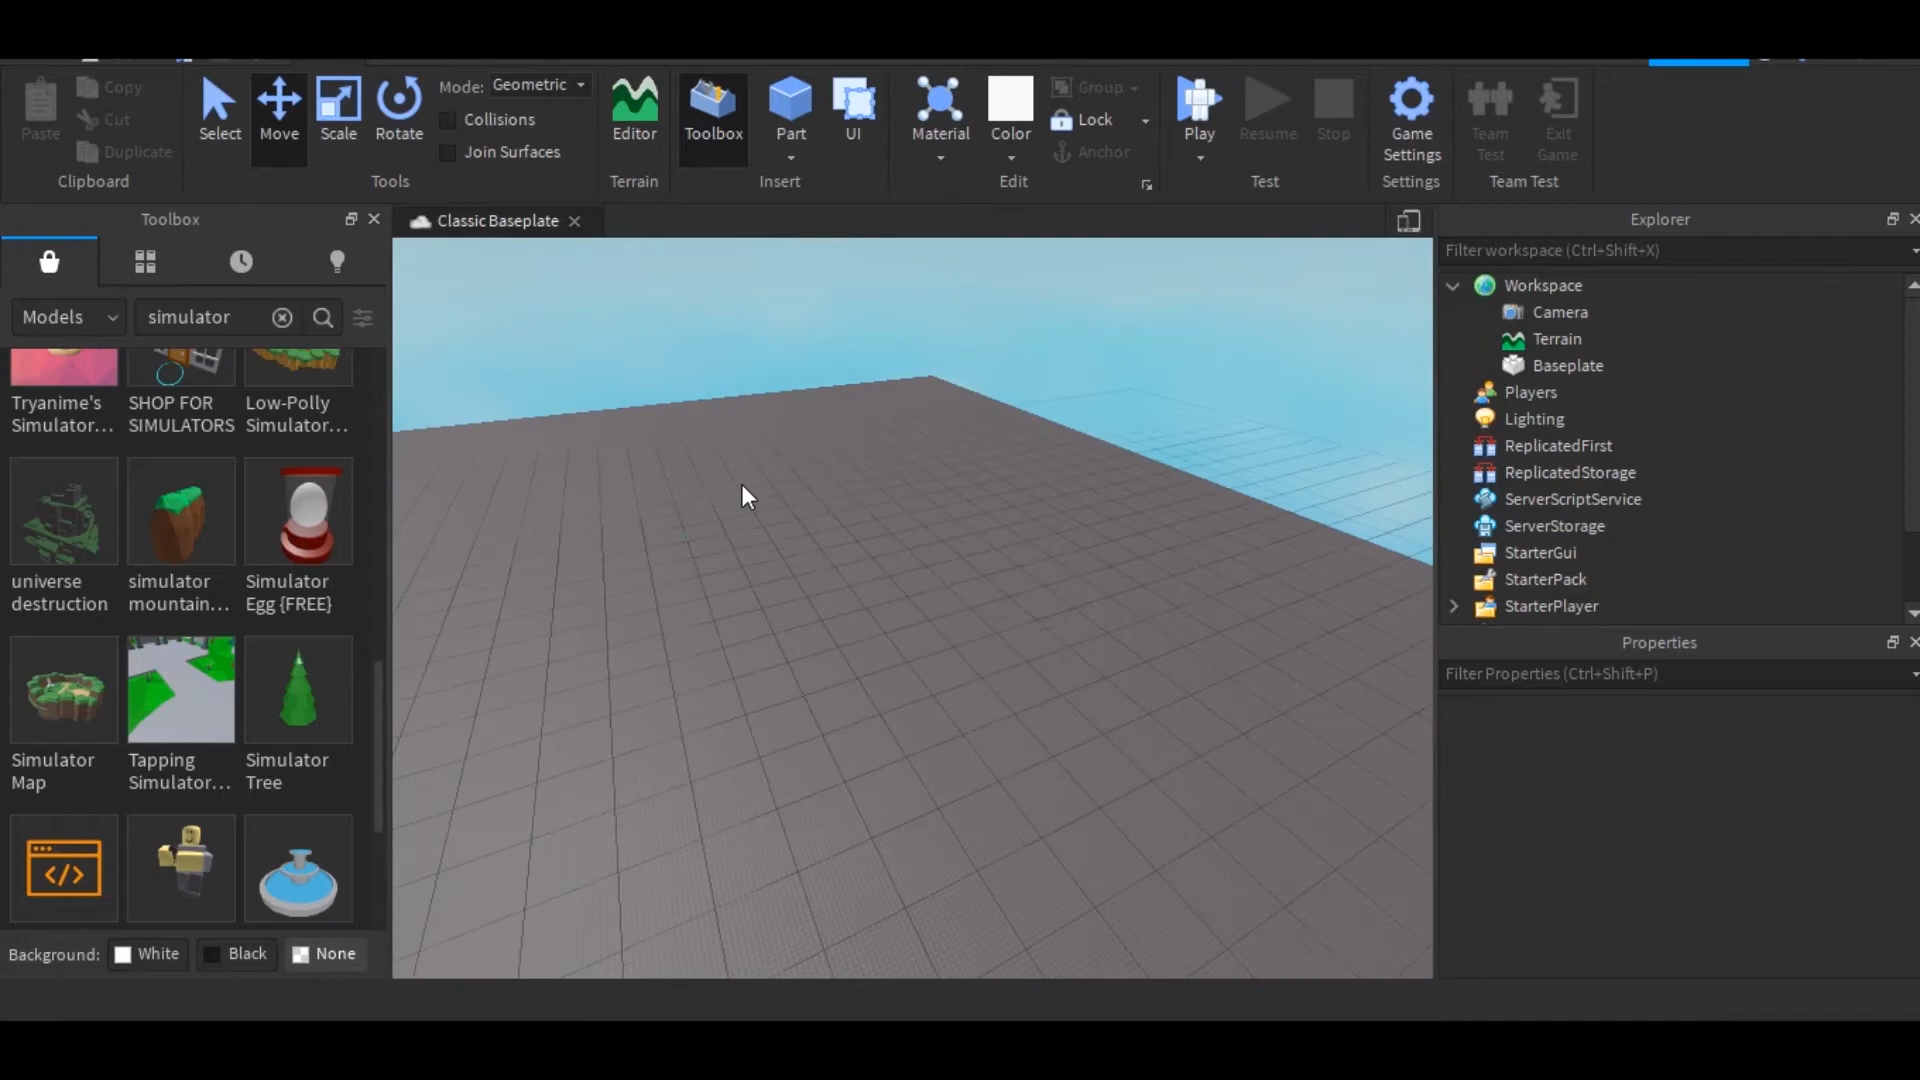 Paste
Copy
Cut
Duplicate
Clipboard
Select
Move
Scale
Rotate
Mode: Geometric
Collisions
Join Surfaces
Tools
Editor
Terrain
Toolbox
Part
UI
Insert
Material
Color
Group
Lock
Anchor
Edit
Play
Resume
Stop
Test
Game
Settings
Settings
Team
Test
Exit
Game
Team Test
Toolbox
Models
simulator
Tryanime's
Simulator...
SHOP FOR
SIMULATORS
Low-Polly
Simulator...
universe
destruction
simulator
mountain...
Simulator
Egg {FREE}
Simulator
Map
Tapping
Simulator...
Simulator
Tree
Background: White Black None
Classic Baseplate
Explorer
Filter workspace (Ctrl+Shift+X)
Workspace
Camera
Terrain
Baseplate
Players
Lighting
ReplicatedFirst
ReplicatedStorage
ServerScriptService
ServerStorage
StarterGui
StarterPack
StarterPlayer
Properties
Filter Properties (Ctrl+Shift+P)